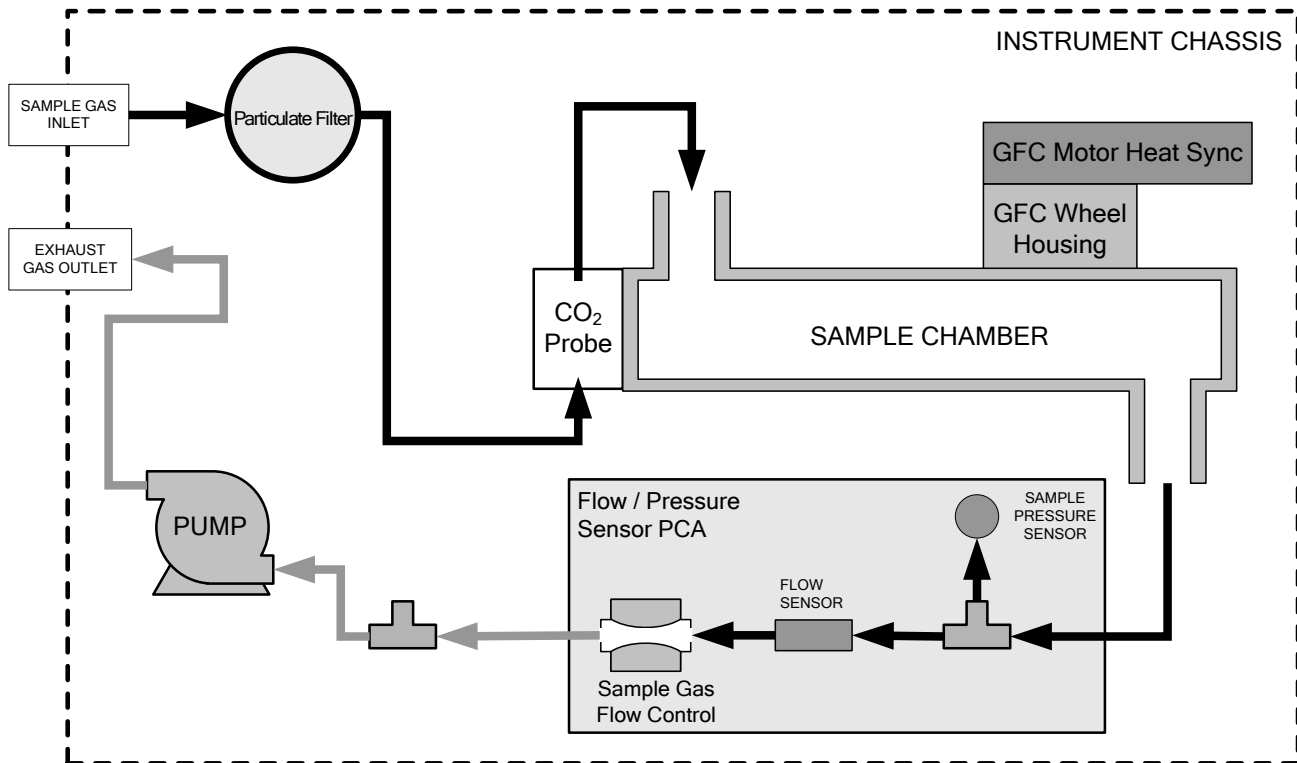 INSTRUMENT CHASSIS
SAMPLE GAS
INLET
Particulate Filter
GFC Motor Heat Sync
GFC Wheel
Housing
EXHAUST
GAS OUTLET
CO₂
Probe
SAMPLE CHAMBER
PUMP
Flow / Pressure
Sensor PCA
SAMPLE
PRESSURE
SENSOR
FLOW
SENSOR
Sample Gas
Flow Control